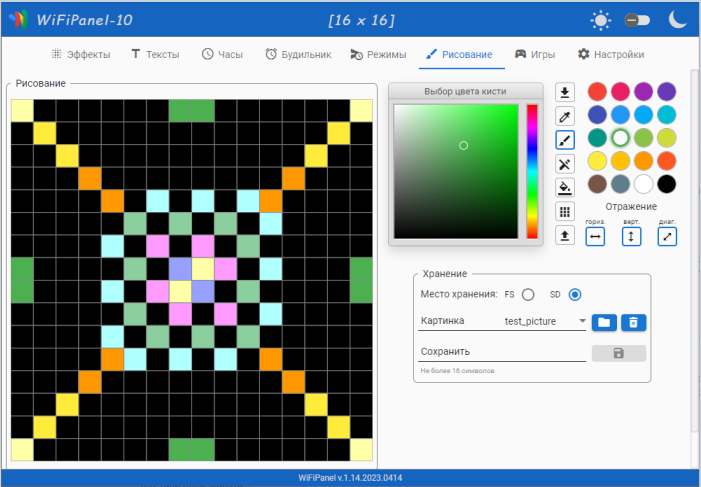 WiFiPanel-10
[16 x 16]
Эффекты
Тексты
Часы
Будильник
Режимы
Рисование
Игры
Настройки
Рисование
Выбор цвета кисти
Отражение
гориз.
верт.
диаг.
Хранение
Место хранения:
FS
SD
Картинка
test_picture
Сохранить
Не более 16 символов
WiFiPanel v.1.14.2023.0414